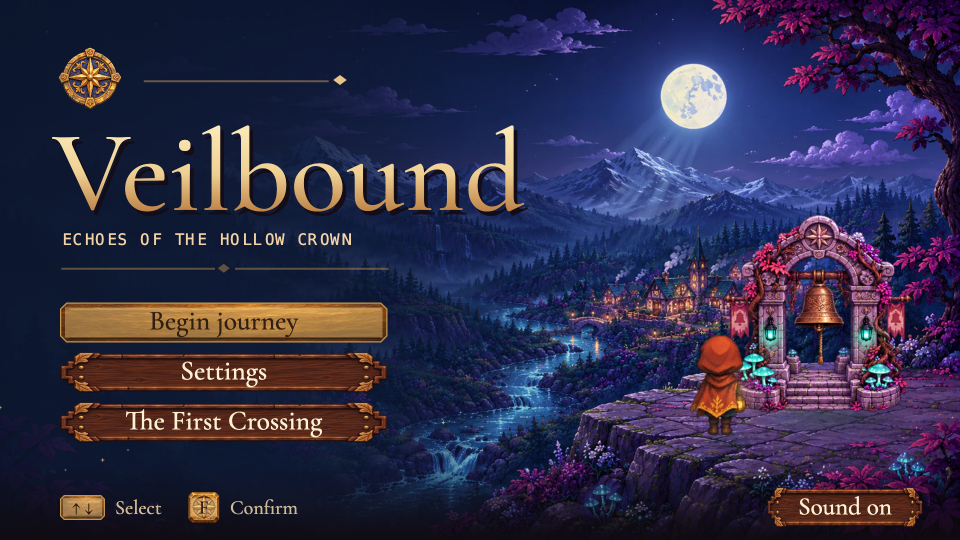 Veilbound
ECHOES OF THE HOLLOW CROWN
Begin journey
Settings
The First Crossing
↑↓ Select F Confirm
Sound on